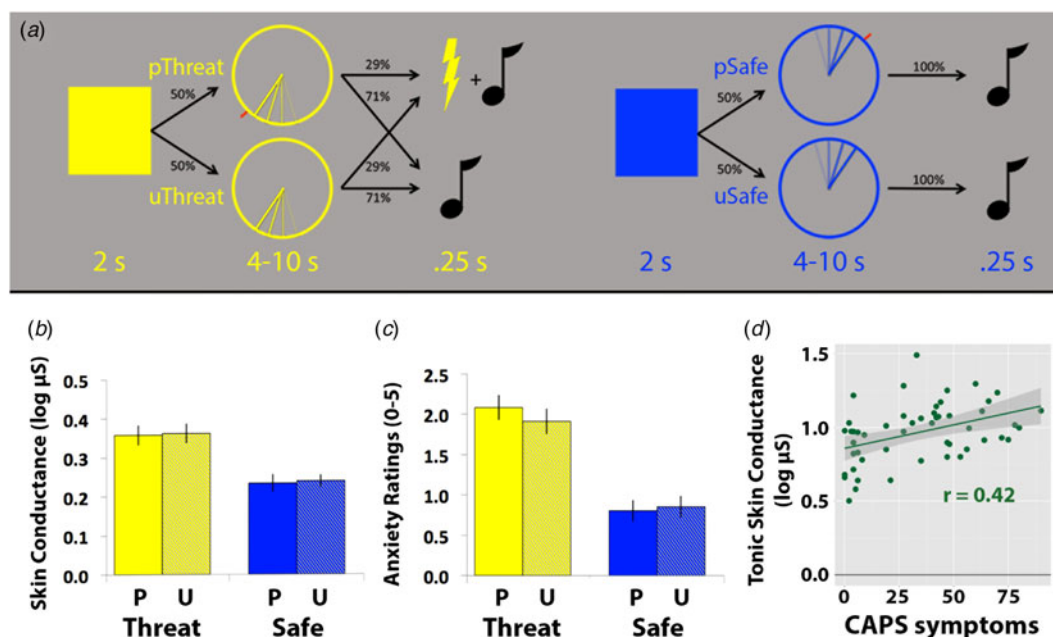 (a)
pThreat
50%
50%
uThreat
29%
71%
29%
71%
+
2 s
4-10 s
.25 s
pSafe
50%
50%
uSafe
100%
100%
2 s
4-10 s
.25 s
(b)
Skin Conductance (log µS)
0.5
0.4
0.3
0.2
0.1
0.0
P U P U
Threat Safe
(c)
Anxiety Ratings (0-5)
2.5
2.0
1.5
1.0
0.5
0.0
P U P U
Threat Safe
(d)
Tonic Skin Conductance
(log µS)
1.5
1.0
0.5
0.0
r = 0.42
0 25 50 75
CAPS symptoms